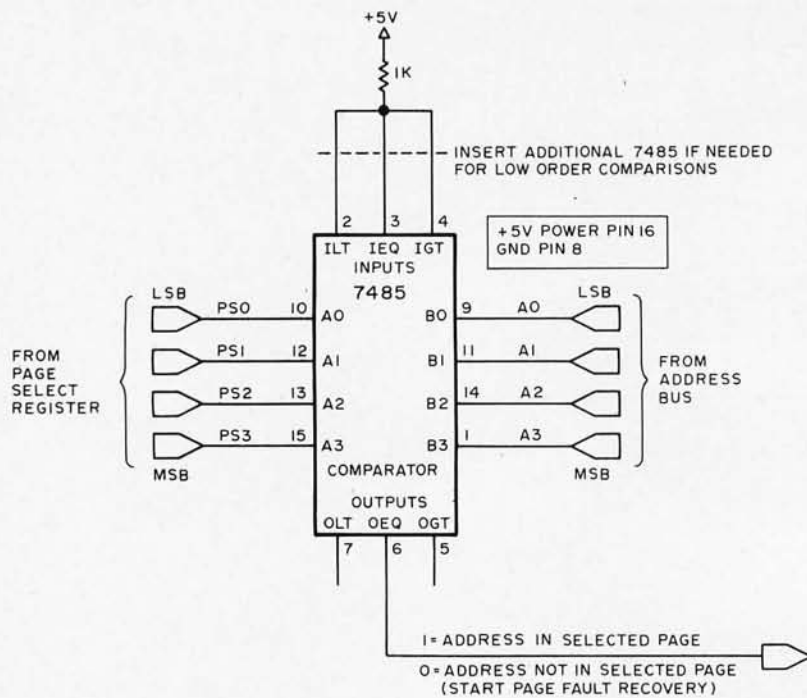 +5V
1K
INSERT ADDITIONAL 7485 IF NEEDED
FOR LOW ORDER COMPARISONS
2 3 4
ILT IEQ IGT
INPUTS
7485
+5V POWER PIN 16
GND PIN 8
LSB
PS0 10 A0
PS1 12 A1
PS2 13 A2
PS3 15 A3
MSB
FROM
PAGE
SELECT
REGISTER
LSB
B0 9 A0
B1 11 A1
B2 14 A2
B3 1 A3
MSB
FROM
ADDRESS
BUS
COMPARATOR
OUTPUTS
OLT OEQ OGT
7 6 5
1= ADDRESS IN SELECTED PAGE
0= ADDRESS NOT IN SELECTED PAGE
(START PAGE FAULT RECOVERY)